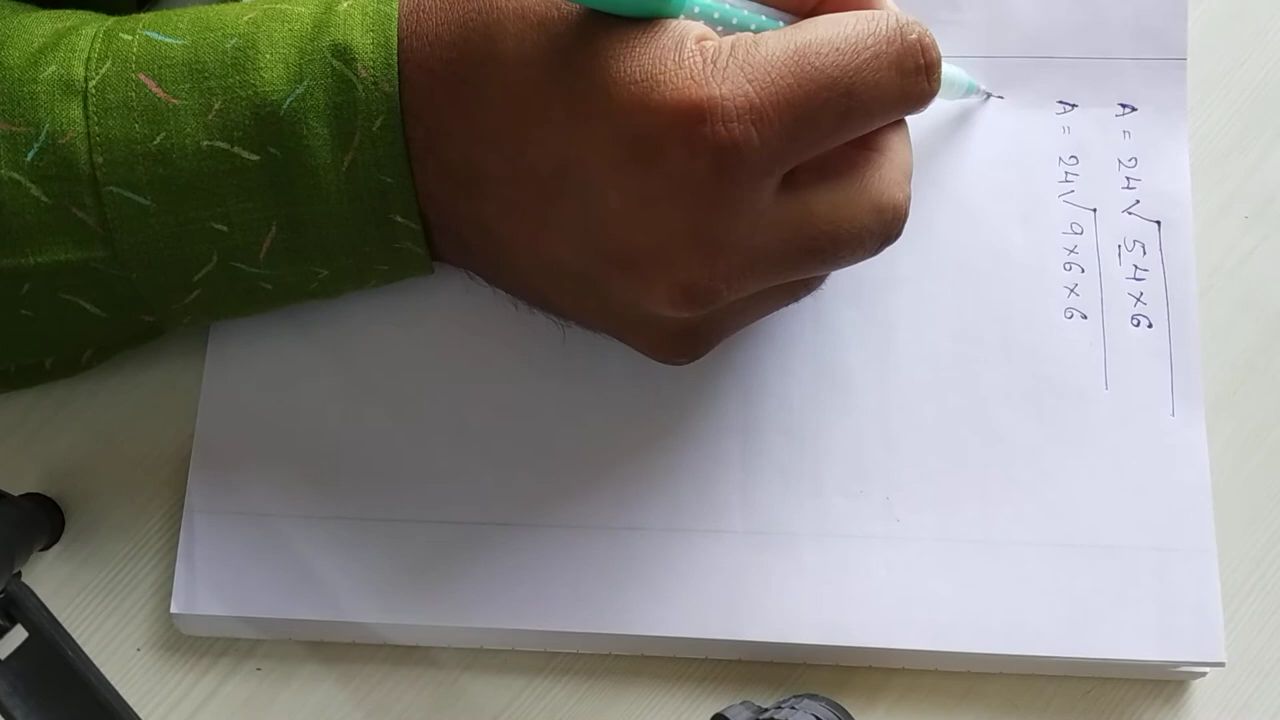 A = 24√54×6
A = 24√9×6×6